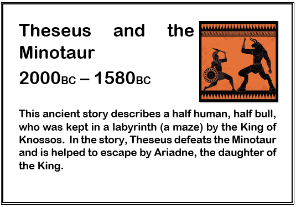 Theseus and the
Minotaur
2000BC – 1580BC
This ancient story describes a half human, half bull,
who was kept in a labyrinth (a maze) by the King of
Knossos. In the story, Theseus defeats the Minotaur
and is helped to escape by Ariadne, the daughter of
the King.